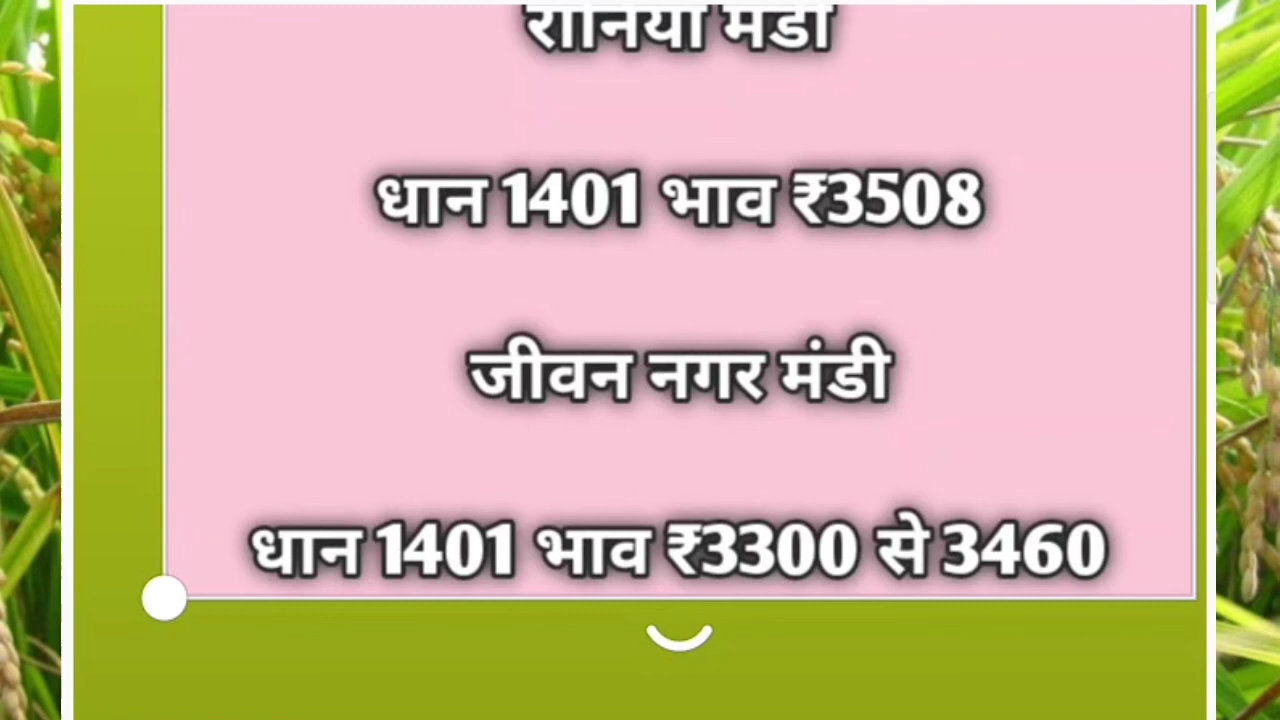 रानियां मंडी
धान 1401 भाव ₹3508
जीवन नगर मंडी
धान 1401 भाव ₹3300 से 3460